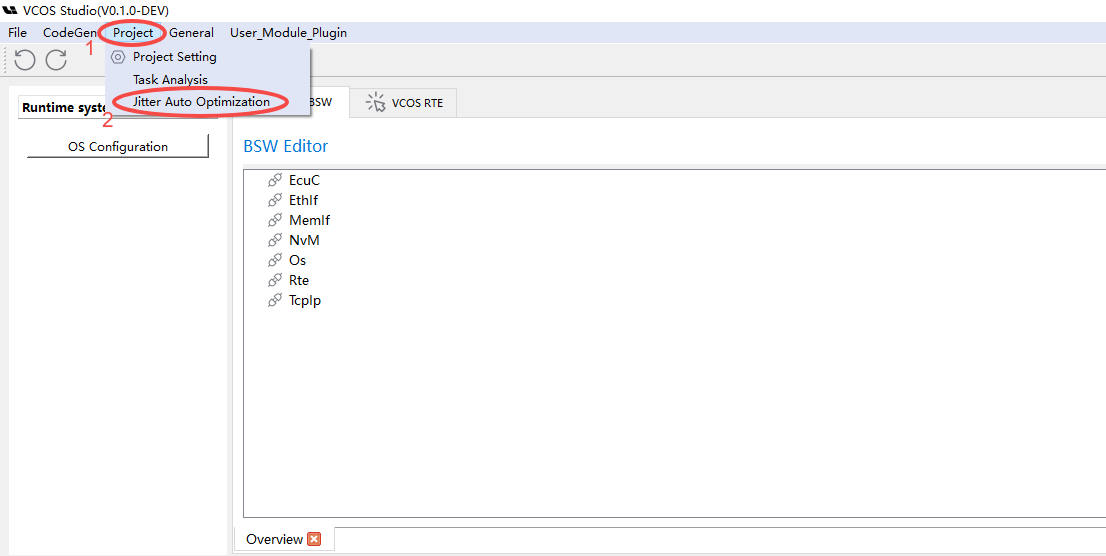 VCOS Studio(V0.1.0-DEV)
File CodeGen Project General User_Module_Plugin
1
Project Setting
Task Analysis
Jitter Auto Optimization
2
Runtime syste
BSW
VCOS RTE
OS Configuration
BSW Editor
EcuC
EthIf
MemIf
NvM
Os
Rte
TcpIp
Overview